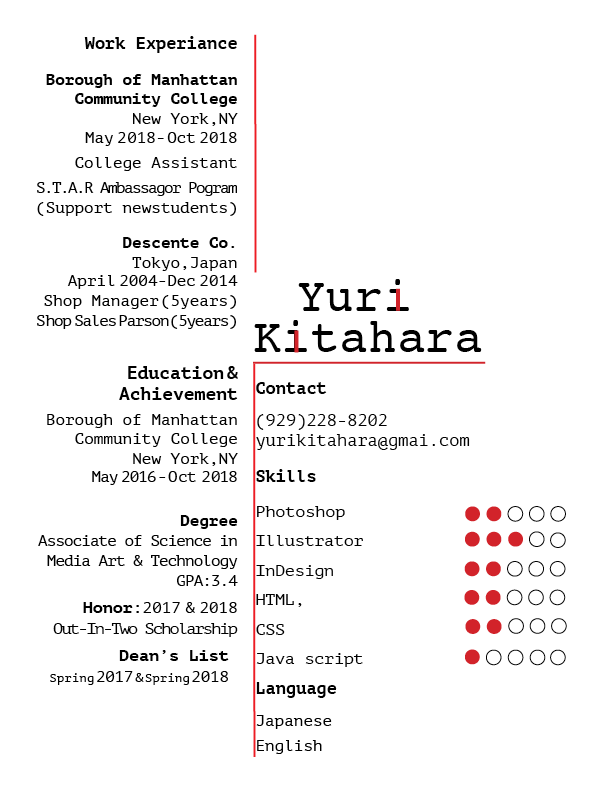 Work Experiance
Borough of Manhattan
Community College
New York,NY
May 2018-Oct 2018
College Assistant
S.T.A.R Ambassagor Pogram
(Support newstudents)
Descente Co.
Tokyo,Japan
April 2004-Dec 2014
Shop Manager(5years)
Shop Sales Parson(5years)
Education &
Achievement
Borough of Manhattan
Community College
New York,NY
May 2016-Oct 2018
Degree
Associate of Science in
Media Art & Technology
GPA:3.4
Honor:2017 & 2018
Out-In-Two Scholarship
Dean's List
Spring 2017 & Spring 2018
Yuri
Kitahara
Contact
(929)228-8202
yurikitahara@gmai.com
Skills
Photoshop
Illustrator
InDesign
HTML,
CSS
Java script
Language
Japanese
English